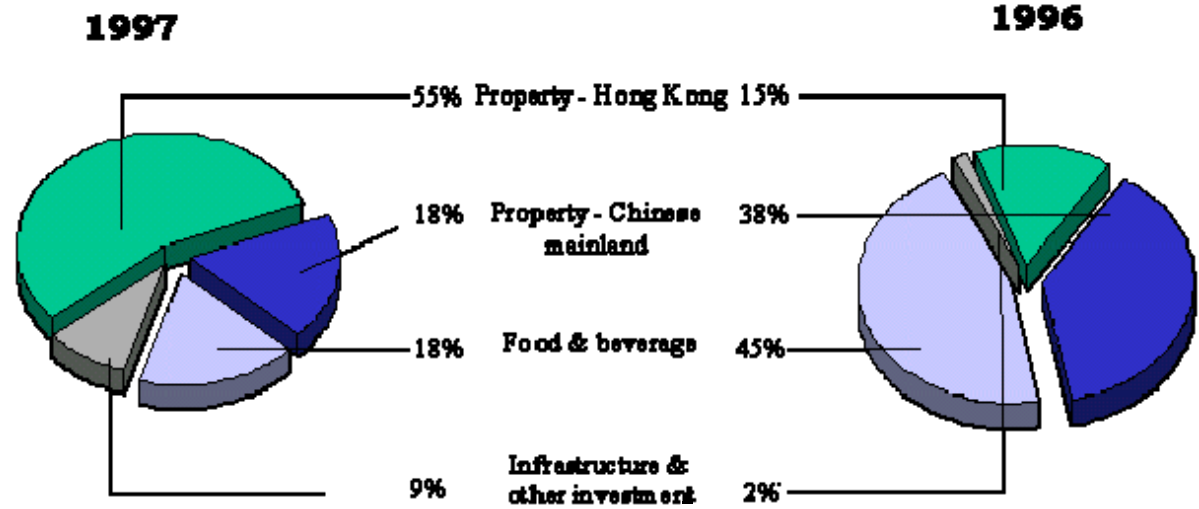 1997
1996
55% Property - Hong Kong 15%
18% Property - Chinese mainland 38%
18% Food & beverage 45%
9% Infrastructure & other investment 2%